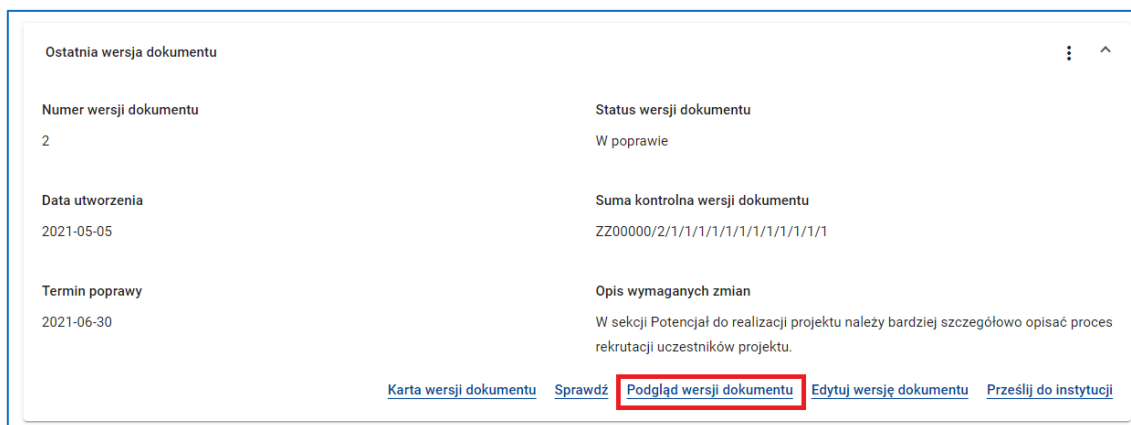 Ostatnia wersja dokumentu
Numer wersji dokumentu
Status wersji dokumentu
2
W poprawie
Data utworzenia
Suma kontrolna wersji dokumentu
2021-05-05
ZZ00000/2/1/1/1/1/1/1/1/1/1/1/1/1
Termin poprawy
Opis wymaganych zmian
2021-06-30
W sekcji Potencjał do realizacji projektu należy bardziej szczegółowo opisać proces
rekrutacji uczestników projektu.
Karta wersji dokumentu Sprawdź Podgląd wersji dokumentu Edytuj wersję dokumentu Prześlij do instytucji